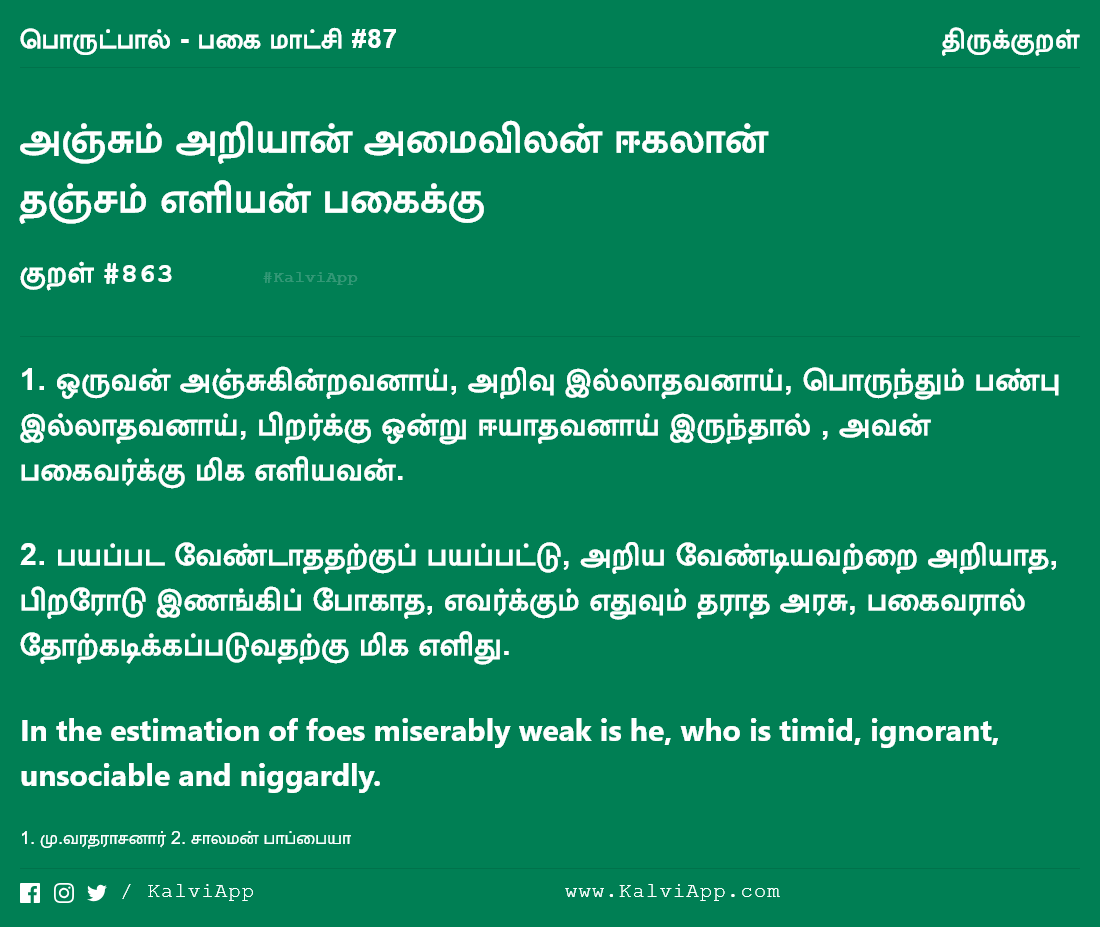 பொருட்பால் - பகை மாட்சி #87
திருக்குறள்
அஞ்சும் அறியான் அமைவிலன் ஈகலான்
தஞ்சம் எளியன் பகைக்கு
குறள் #863
#KalviApp
1. ஒருவன் அஞ்சுகின்றவனாய், அறிவு இல்லாதவனாய், பொருந்தும் பண்பு
இல்லாதவனாய், பிறர்க்கு ஒன்று ஈயாதவனாய் இருந்தால் , அவன்
பகைவர்க்கு மிக எளியவன்.
2. பயப்பட வேண்டாததற்குப் பயப்பட்டு, அறிய வேண்டியவற்றை அறியாத,
பிறரோடு இணங்கிப் போகாத, எவர்க்கும் எதுவும் தராத அரசு, பகைவரால்
தோற்கடிக்கப்படுவதற்கு மிக எளிது.
In the estimation of foes miserably weak is he, who is timid, ignorant,
unsociable and niggardly.
1. மு.வரதராசனார் 2. சாலமன் பாப்பையா
/ KalviApp
www.KalviApp.com